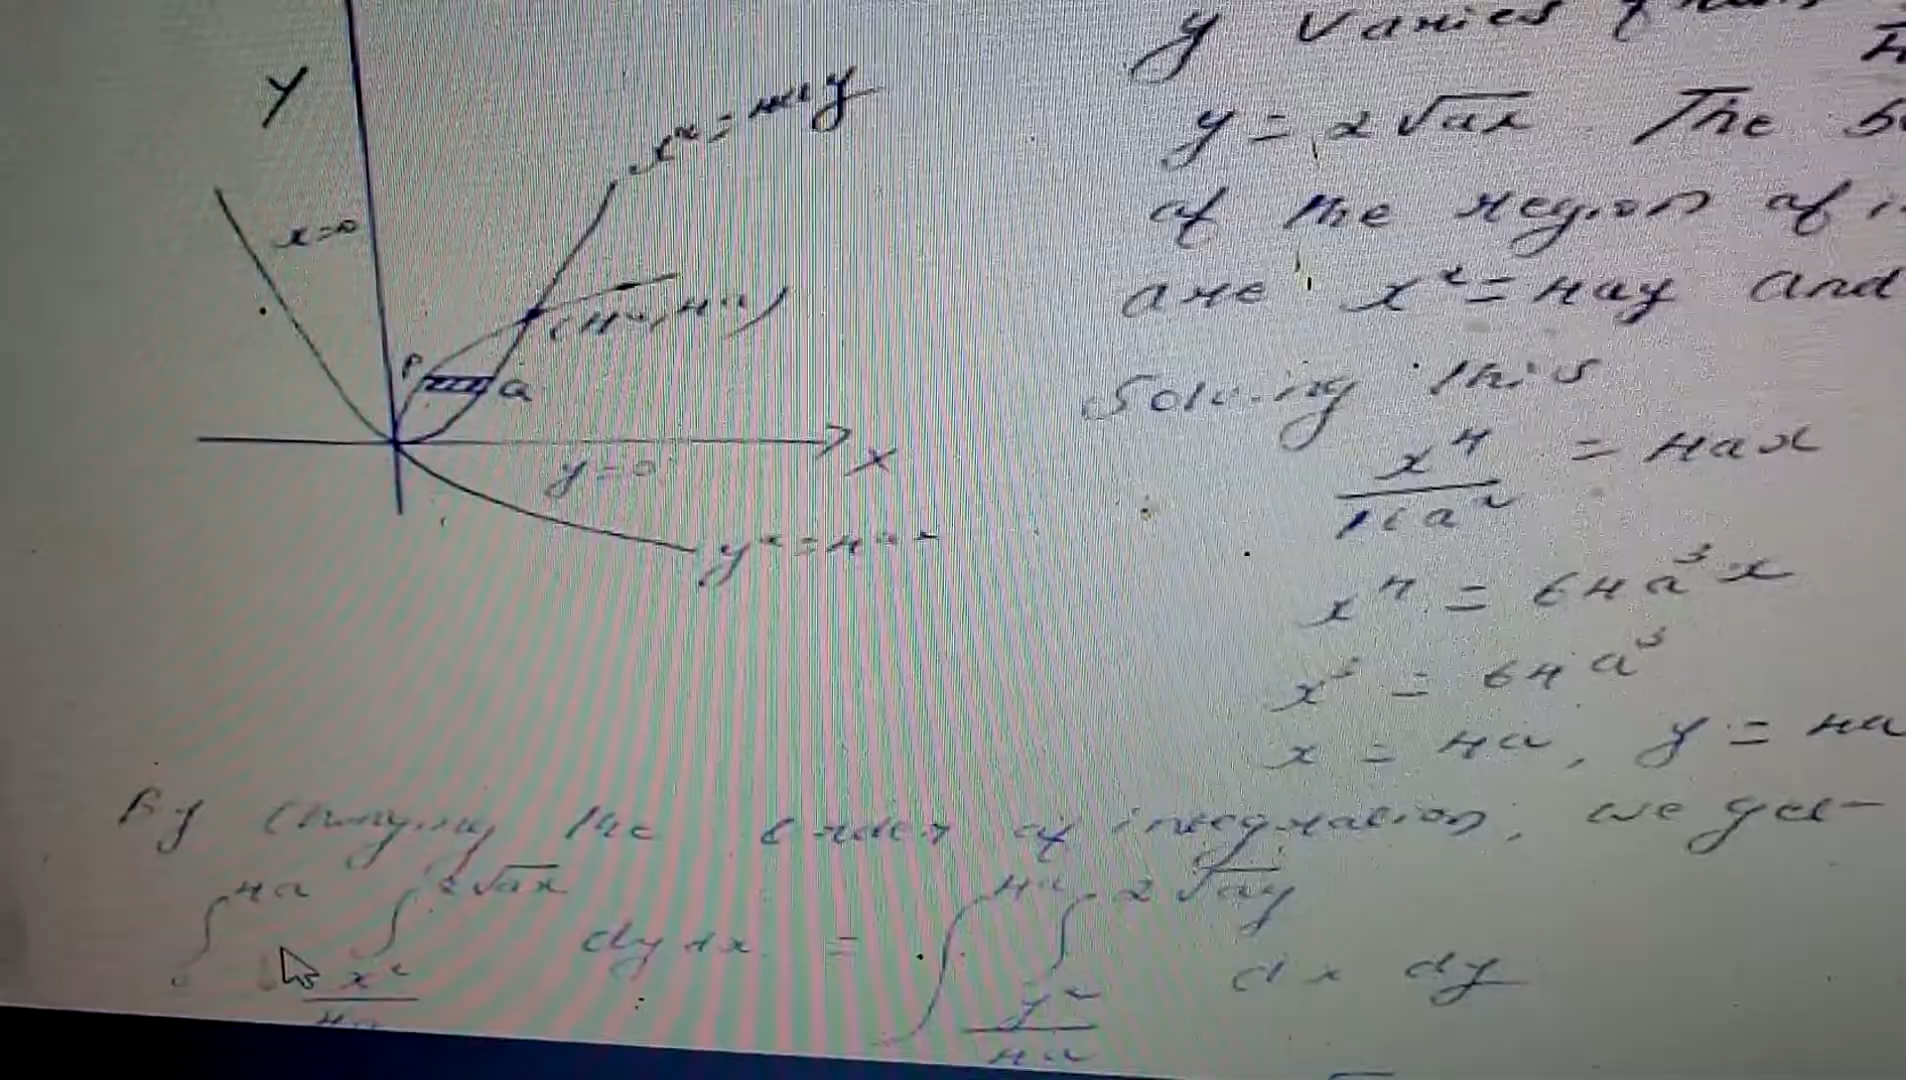 y varies from
y = 2√ax The
of the region of
are x² = 4ay and
Solving this
x⁴/16a² = 4ax
x⁴ = 64a³x
x³ = 64a³
x = 4a, y = 4a
Y
x² = 4ay
x=0
(4a, 4a)
P
Q
X
y=0
y² = 4ax
By changing the order of integration, we get
∫₀^4a ∫_{x²/4a}^{2√ax} dy dx = ∫^4a ∫_{y²/4a}^{2√ay} dx dy